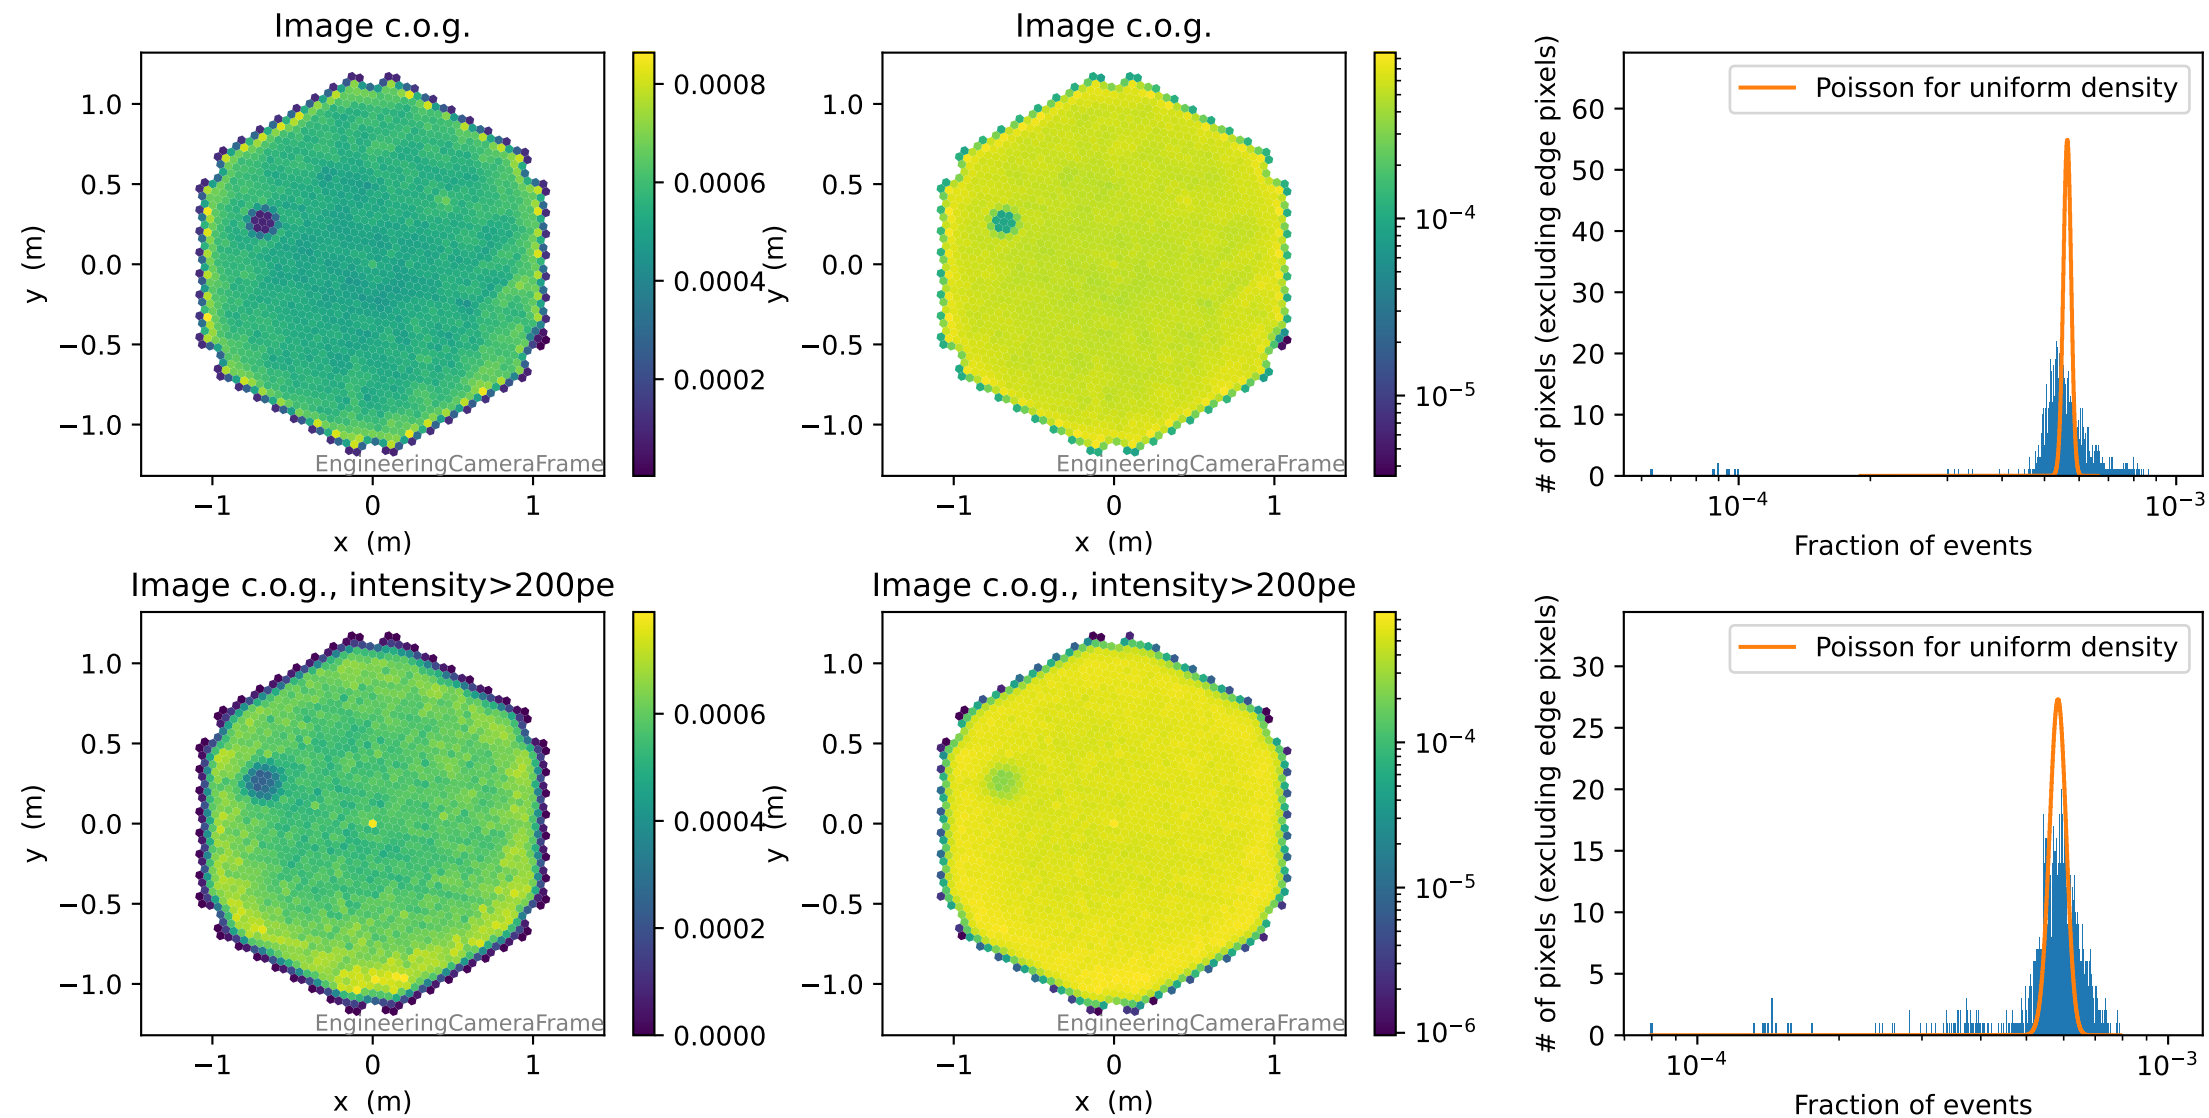 Image c.o.g.
1.0
0.5
0.0
−0.5
−1.0
y (m)
−1
0
1
x (m)
EngineeringCameraFrame
0.0008
0.0006
0.0004
0.0002
Image c.o.g.
1.0
0.5
0.0
−0.5
−1.0
y (m)
−1
0
1
x (m)
EngineeringCameraFrame
10⁻⁴
10⁻⁵
# of pixels (excluding edge pixels)
60
50
40
30
20
10
0
Poisson for uniform density
10⁻⁴
10⁻³
Fraction of events
Image c.o.g., intensity>200pe
1.0
0.5
0.0
−0.5
−1.0
y (m)
−1
0
1
x (m)
EngineeringCameraFrame
0.0006
0.0004
0.0002
0.0000
Image c.o.g., intensity>200pe
1.0
0.5
0.0
−0.5
−1.0
y (m)
−1
0
1
x (m)
EngineeringCameraFrame
10⁻⁴
10⁻⁵
10⁻⁶
# of pixels (excluding edge pixels)
30
25
20
15
10
5
0
Poisson for uniform density
10⁻⁴
10⁻³
Fraction of events